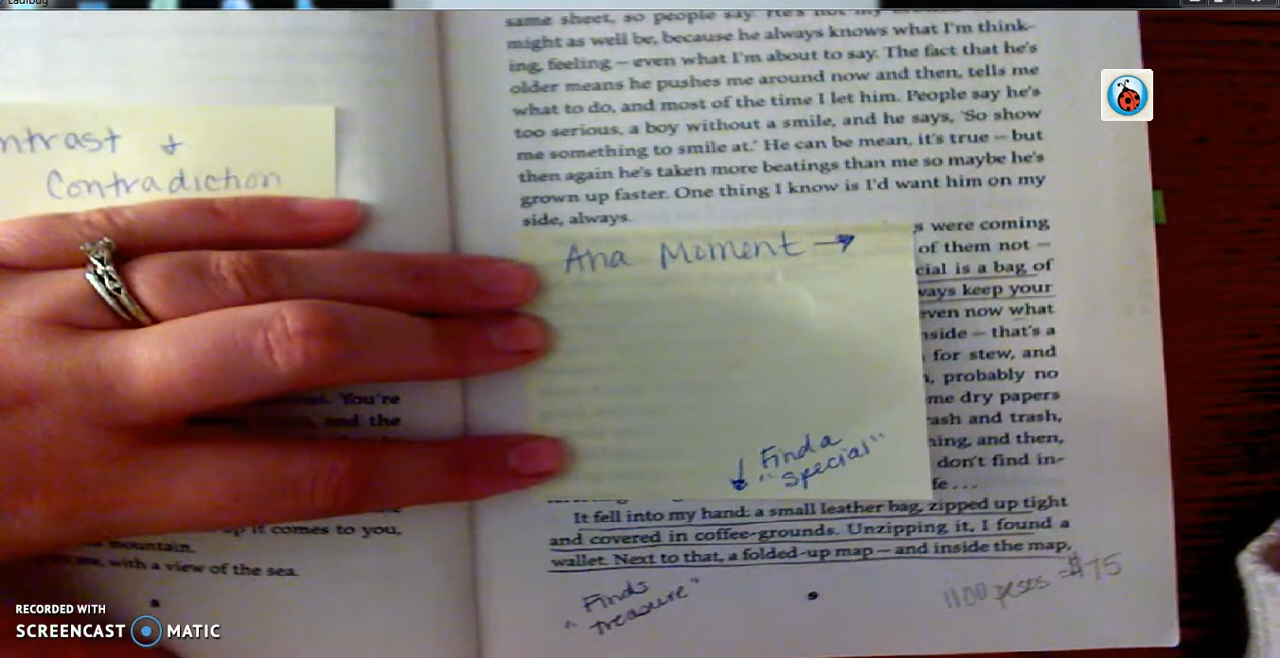 Ladibug
ntrast &
Contradiction
You're
and the
it comes to you,
mountain.
me, with a view of the sea.
same sheet, so people say. He's not my
might as well be, because he always knows what I'm think-
ing, feeling — even what I'm about to say. The fact that he's
older means he pushes me around now and then, tells me
what to do, and most of the time I let him. People say he's
too serious, a boy without a smile, and he says, 'So show
me something to smile at.' He can be mean, it's true — but
then again he's taken more beatings than me so maybe he's
grown up faster. One thing I know is I'd want him on my
side, always.
s were coming
of them not —
cial is a bag of
ways keep your
even now what
nside — that's a
for stew, and
, probably no
me dry papers
rash and trash,
hing, and then,
don't find in-
fe . . .
Aha Moment →
↓ Find a
"special"
It fell into my hand: a small leather bag, zipped up tight
and covered in coffee-grounds. Unzipping it, I found a
wallet. Next to that, a folded-up map — and inside the map,
"Finds
treasure"
1100 pesos = $75
RECORDED WITH
SCREENCAST MATIC